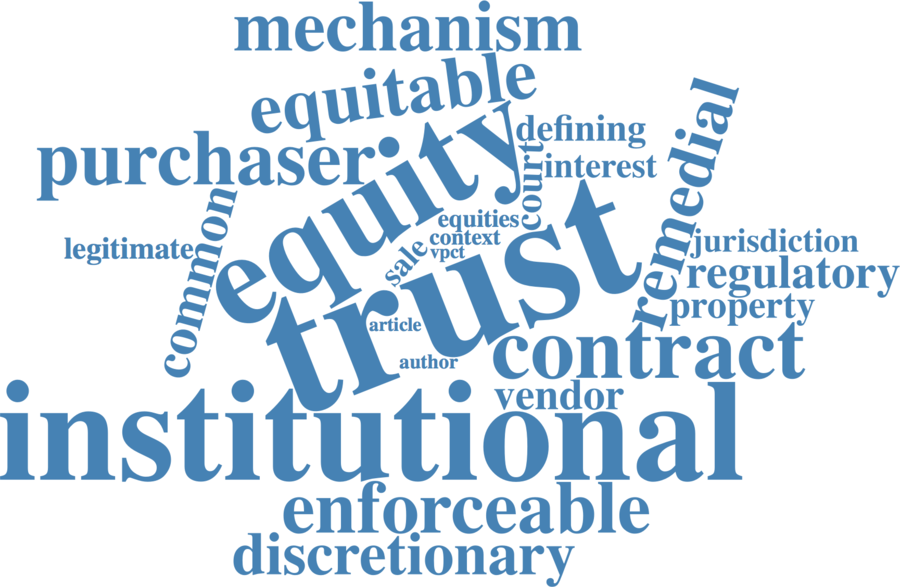 mechanism
equitable
defining
purchaser
interest
court
remedial
equity
common
equities
legitimate
context
jurisdiction
vpct
sale
regulatory
trust
property
article
contract
author
vendor
institutional
enforceable
discretionary